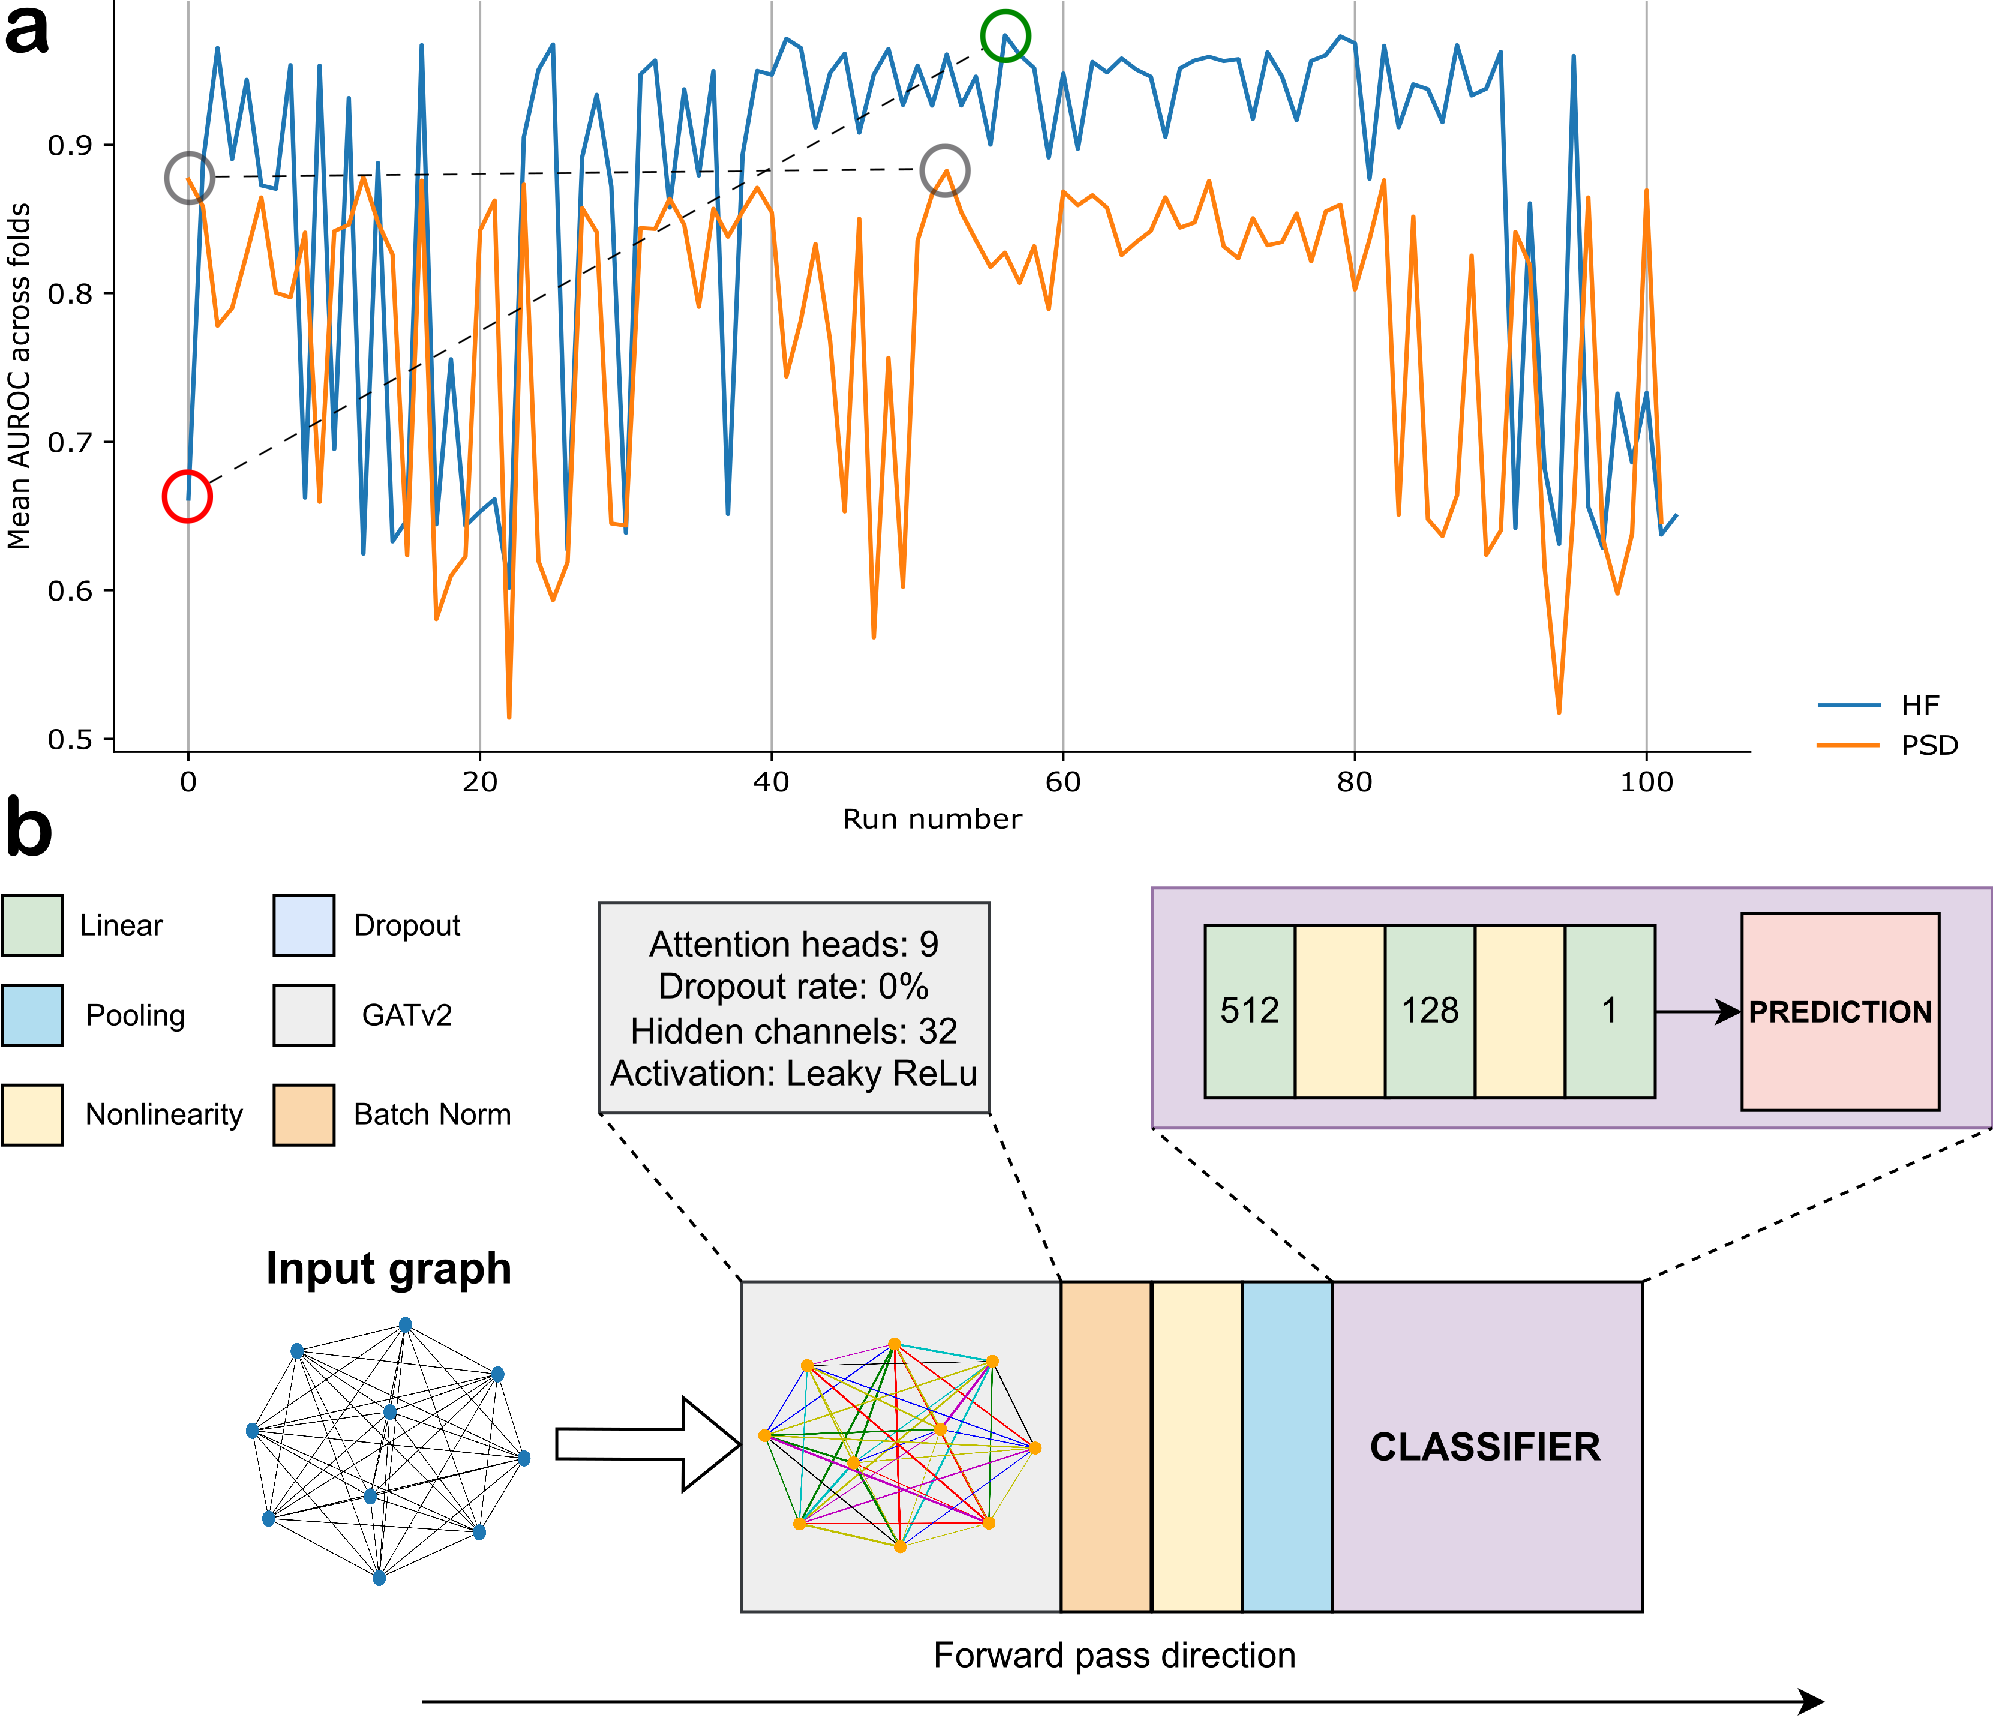 a
0.9
0.8
0.7
0.6
0.5
Mean AUROC across folds
0 20 40 60 80 100
Run number
HF
PSD
b
Linear
Dropout
Pooling
GATv2
Nonlinearity
Batch Norm
Attention heads: 9
Dropout rate: 0%
Hidden channels: 32
Activation: Leaky ReLu
512 128 1 PREDICTION
Input graph
CLASSIFIER
Forward pass direction